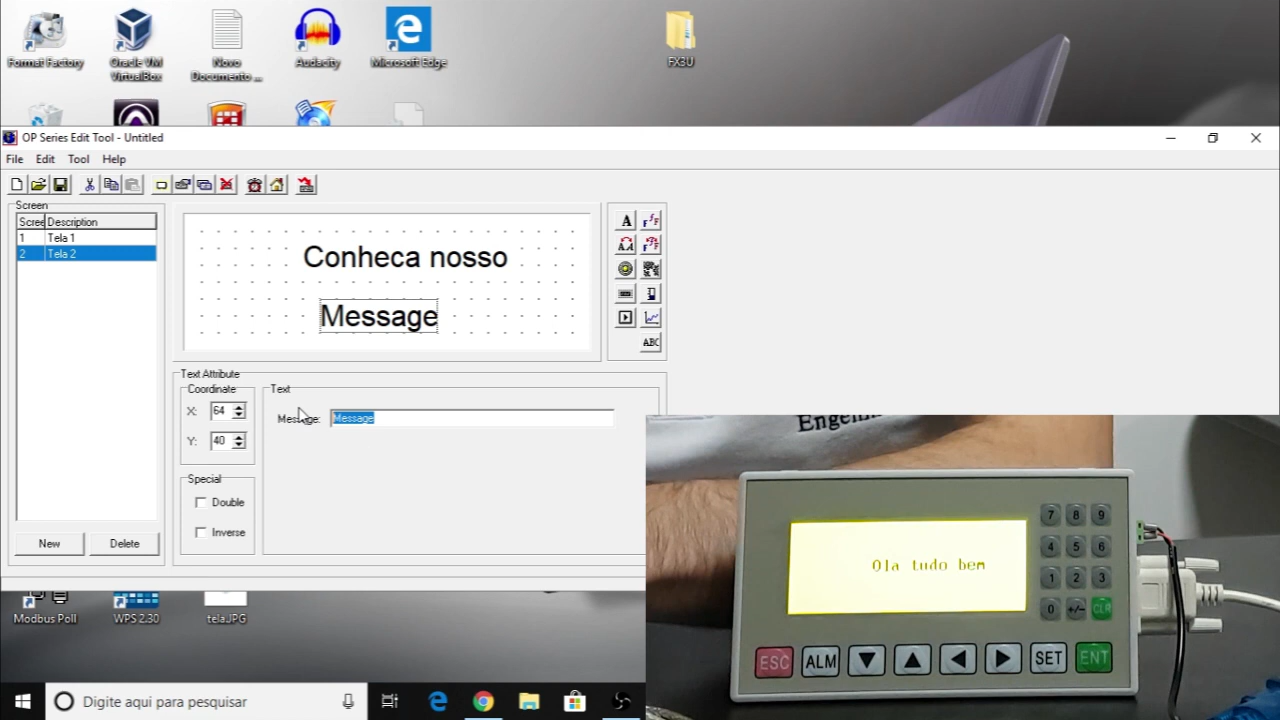 Format Factory
Oracle VM
VirtualBox
Novo
Documento ...
Audacity
Microsoft Edge
FX3U
OP Series Edit Tool - Untitled
File Edit Tool Help
Screen
Scree Description
1 Tela 1
2 Tela 2
New Delete
Conheca nosso
Message
A
ABC
Text Attribute
Coordinate
X: 64
Y: 40
Special
Double
Inverse
Text
Message: Message
Modbus Poll
WPS 2.30
tela.JPG
Digite aqui para pesquisar
Ola tudo bem
7 8 9
4 5 6
1 2 3
0 +/- CLR
ESC ALM SET ENT